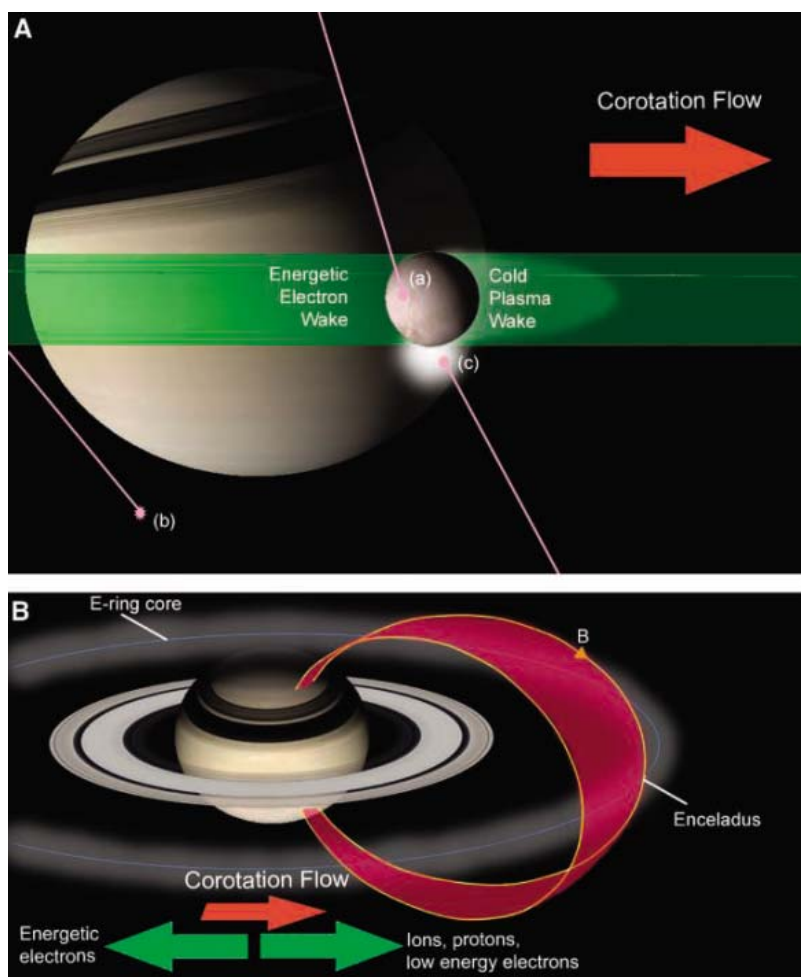 A
Corotation Flow
Energetic
Electron
Wake
(a)
Cold
Plasma
Wake
(c)
(b)
B
E-ring core
B
Enceladus
Corotation Flow
Energetic
electrons
Ions, protons,
low energy electrons